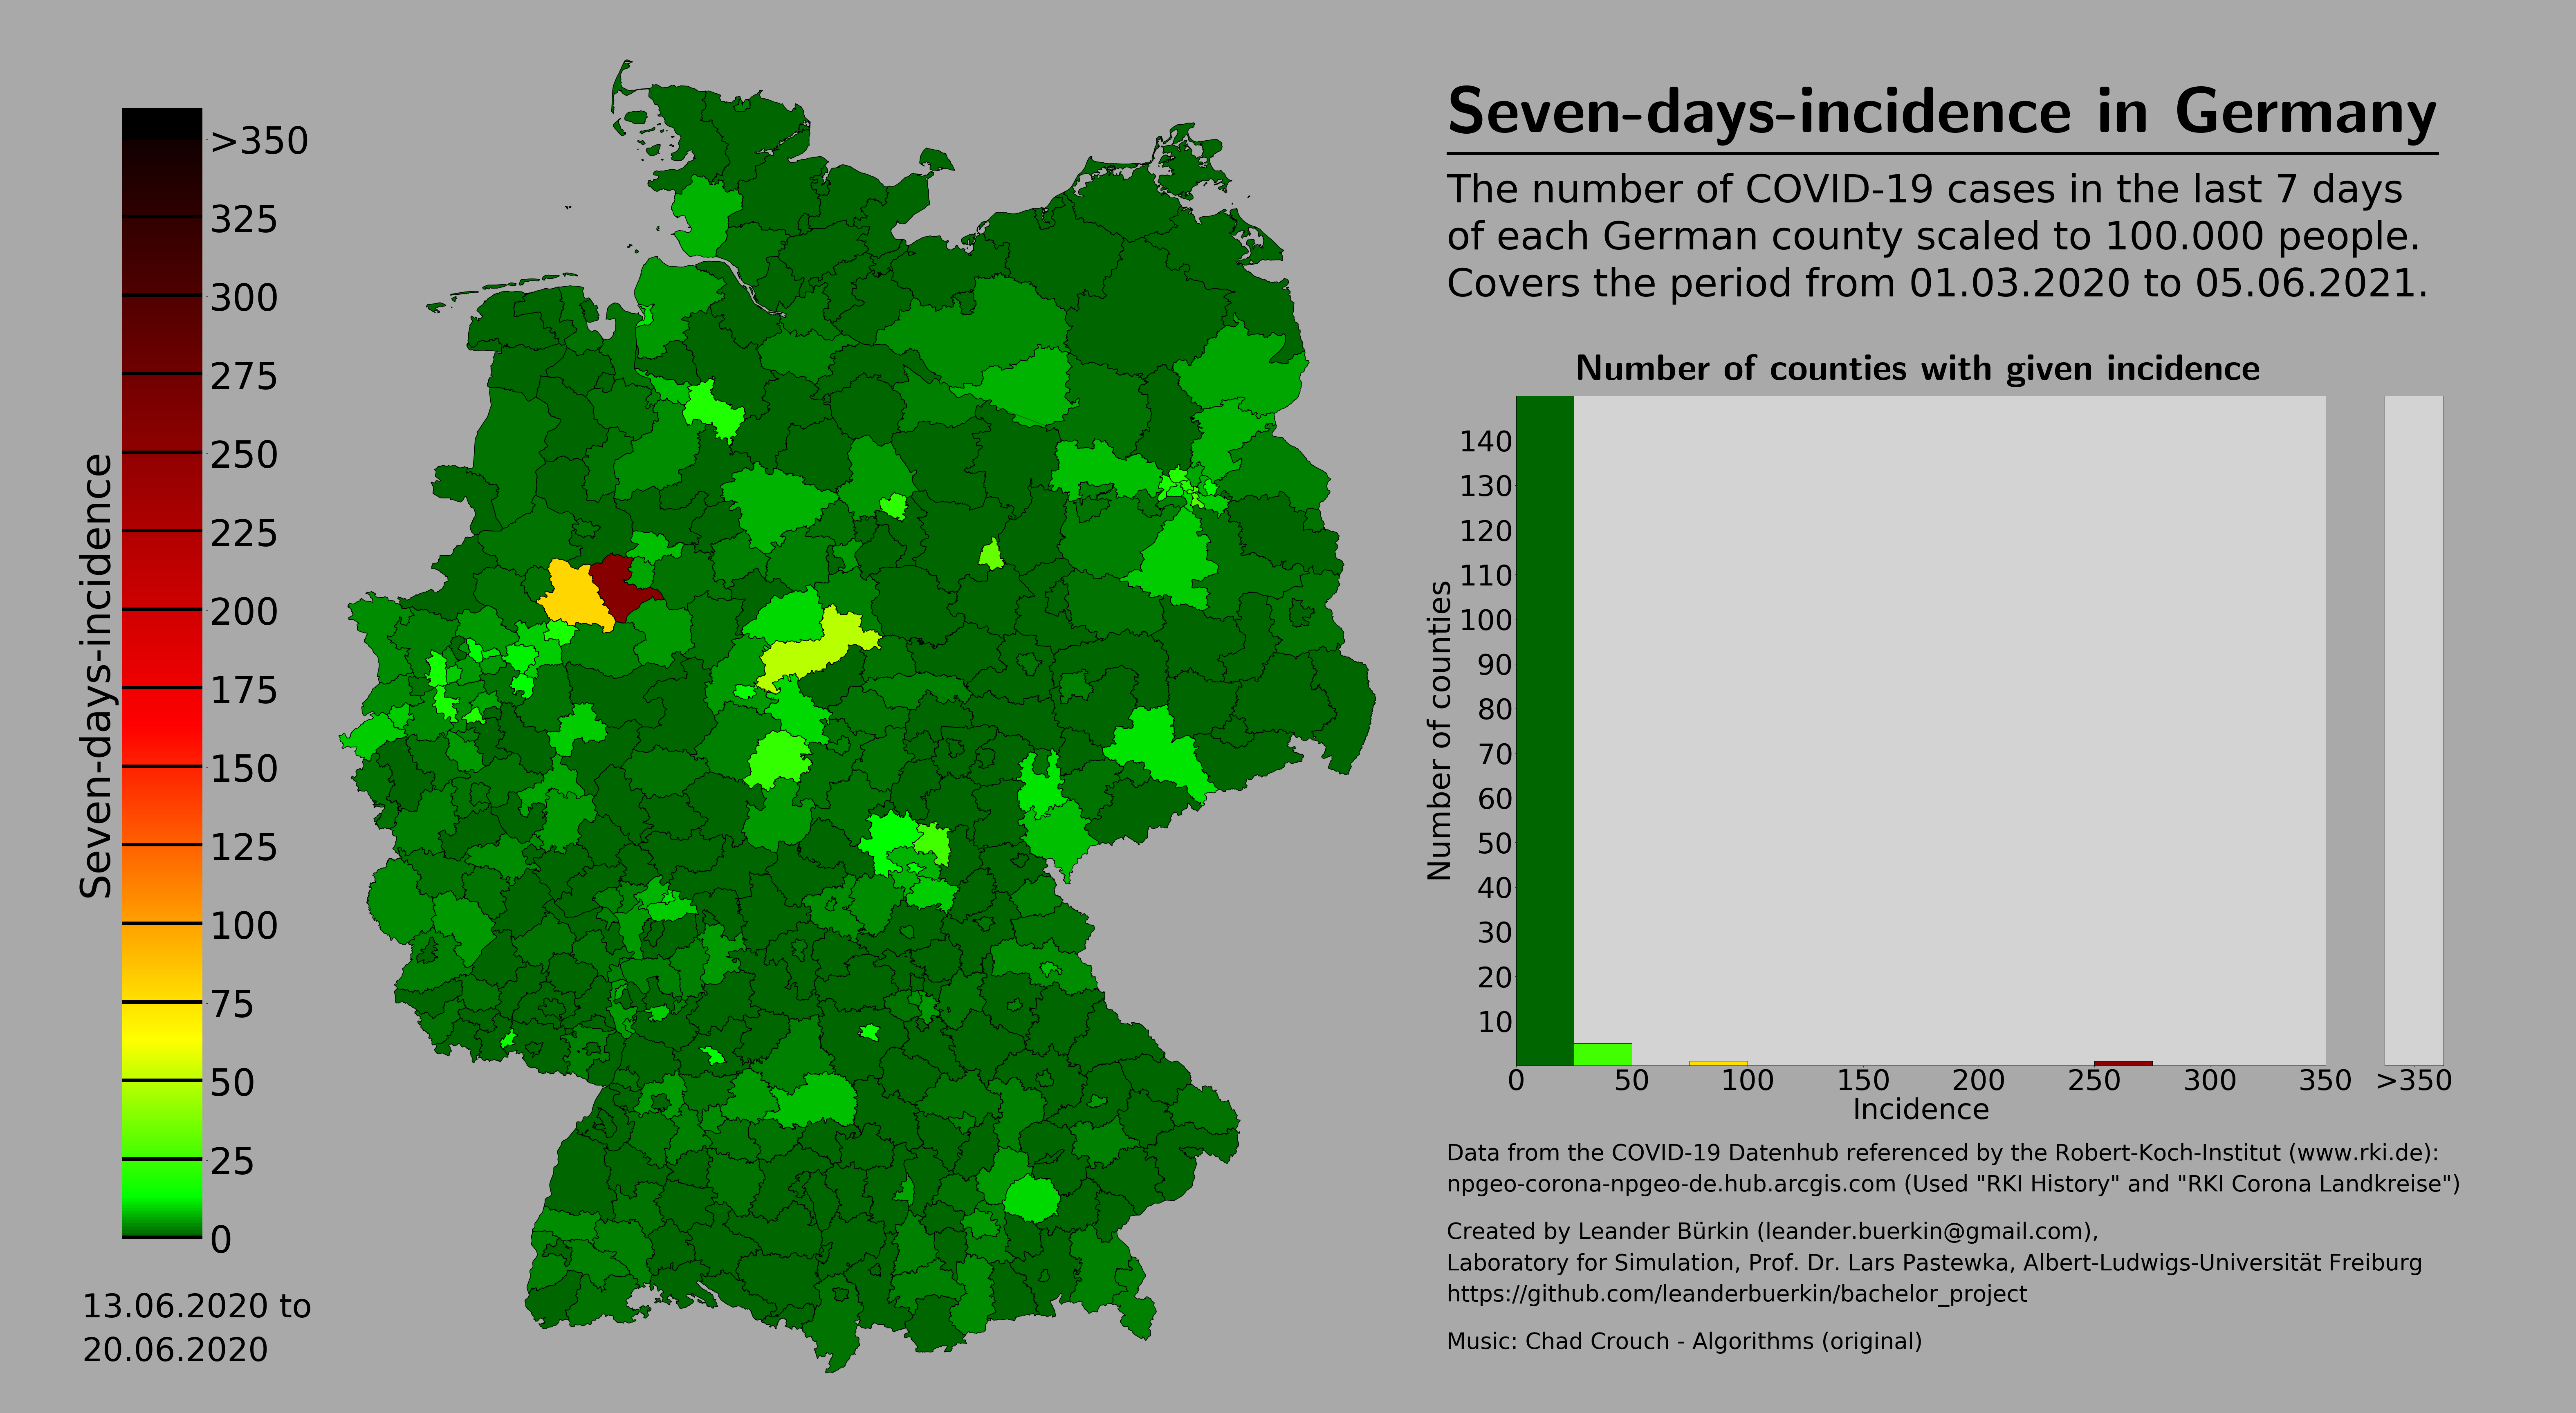 Seven-days-incidence in Germany
The number of COVID-19 cases in the last 7 days
of each German county scaled to 100.000 people.
Covers the period from 01.03.2020 to 05.06.2021.
Seven-days-incidence
>350
325
300
275
250
225
200
175
150
125
100
75
50
25
0
13.06.2020 to
20.06.2020
Number of counties with given incidence
Number of counties
140
130
120
110
100
90
80
70
60
50
40
30
20
10
0 50 100 150 200 250 300 350 >350
Incidence
Data from the COVID-19 Datenhub referenced by the Robert-Koch-Institut (www.rki.de):
npgeo-corona-npgeo-de.hub.arcgis.com (Used "RKI History" and "RKI Corona Landkreise")
Created by Leander Bürkin (leander.buerkin@gmail.com),
Laboratory for Simulation, Prof. Dr. Lars Pastewka, Albert-Ludwigs-Universität Freiburg
https://github.com/leanderbuerkin/bachelor_project
Music: Chad Crouch - Algorithms (original)